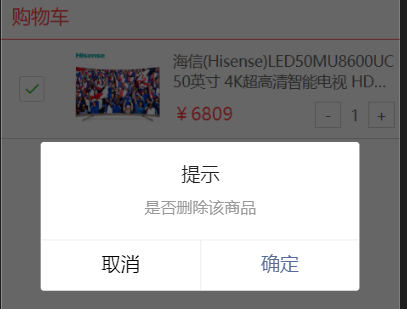 购物车
Hisense
海信(Hisense)LED50MU8600UC
50英寸 4K超高清智能电视 HD...
￥6809
- 1 +
提示
是否删除该商品
取消 确定